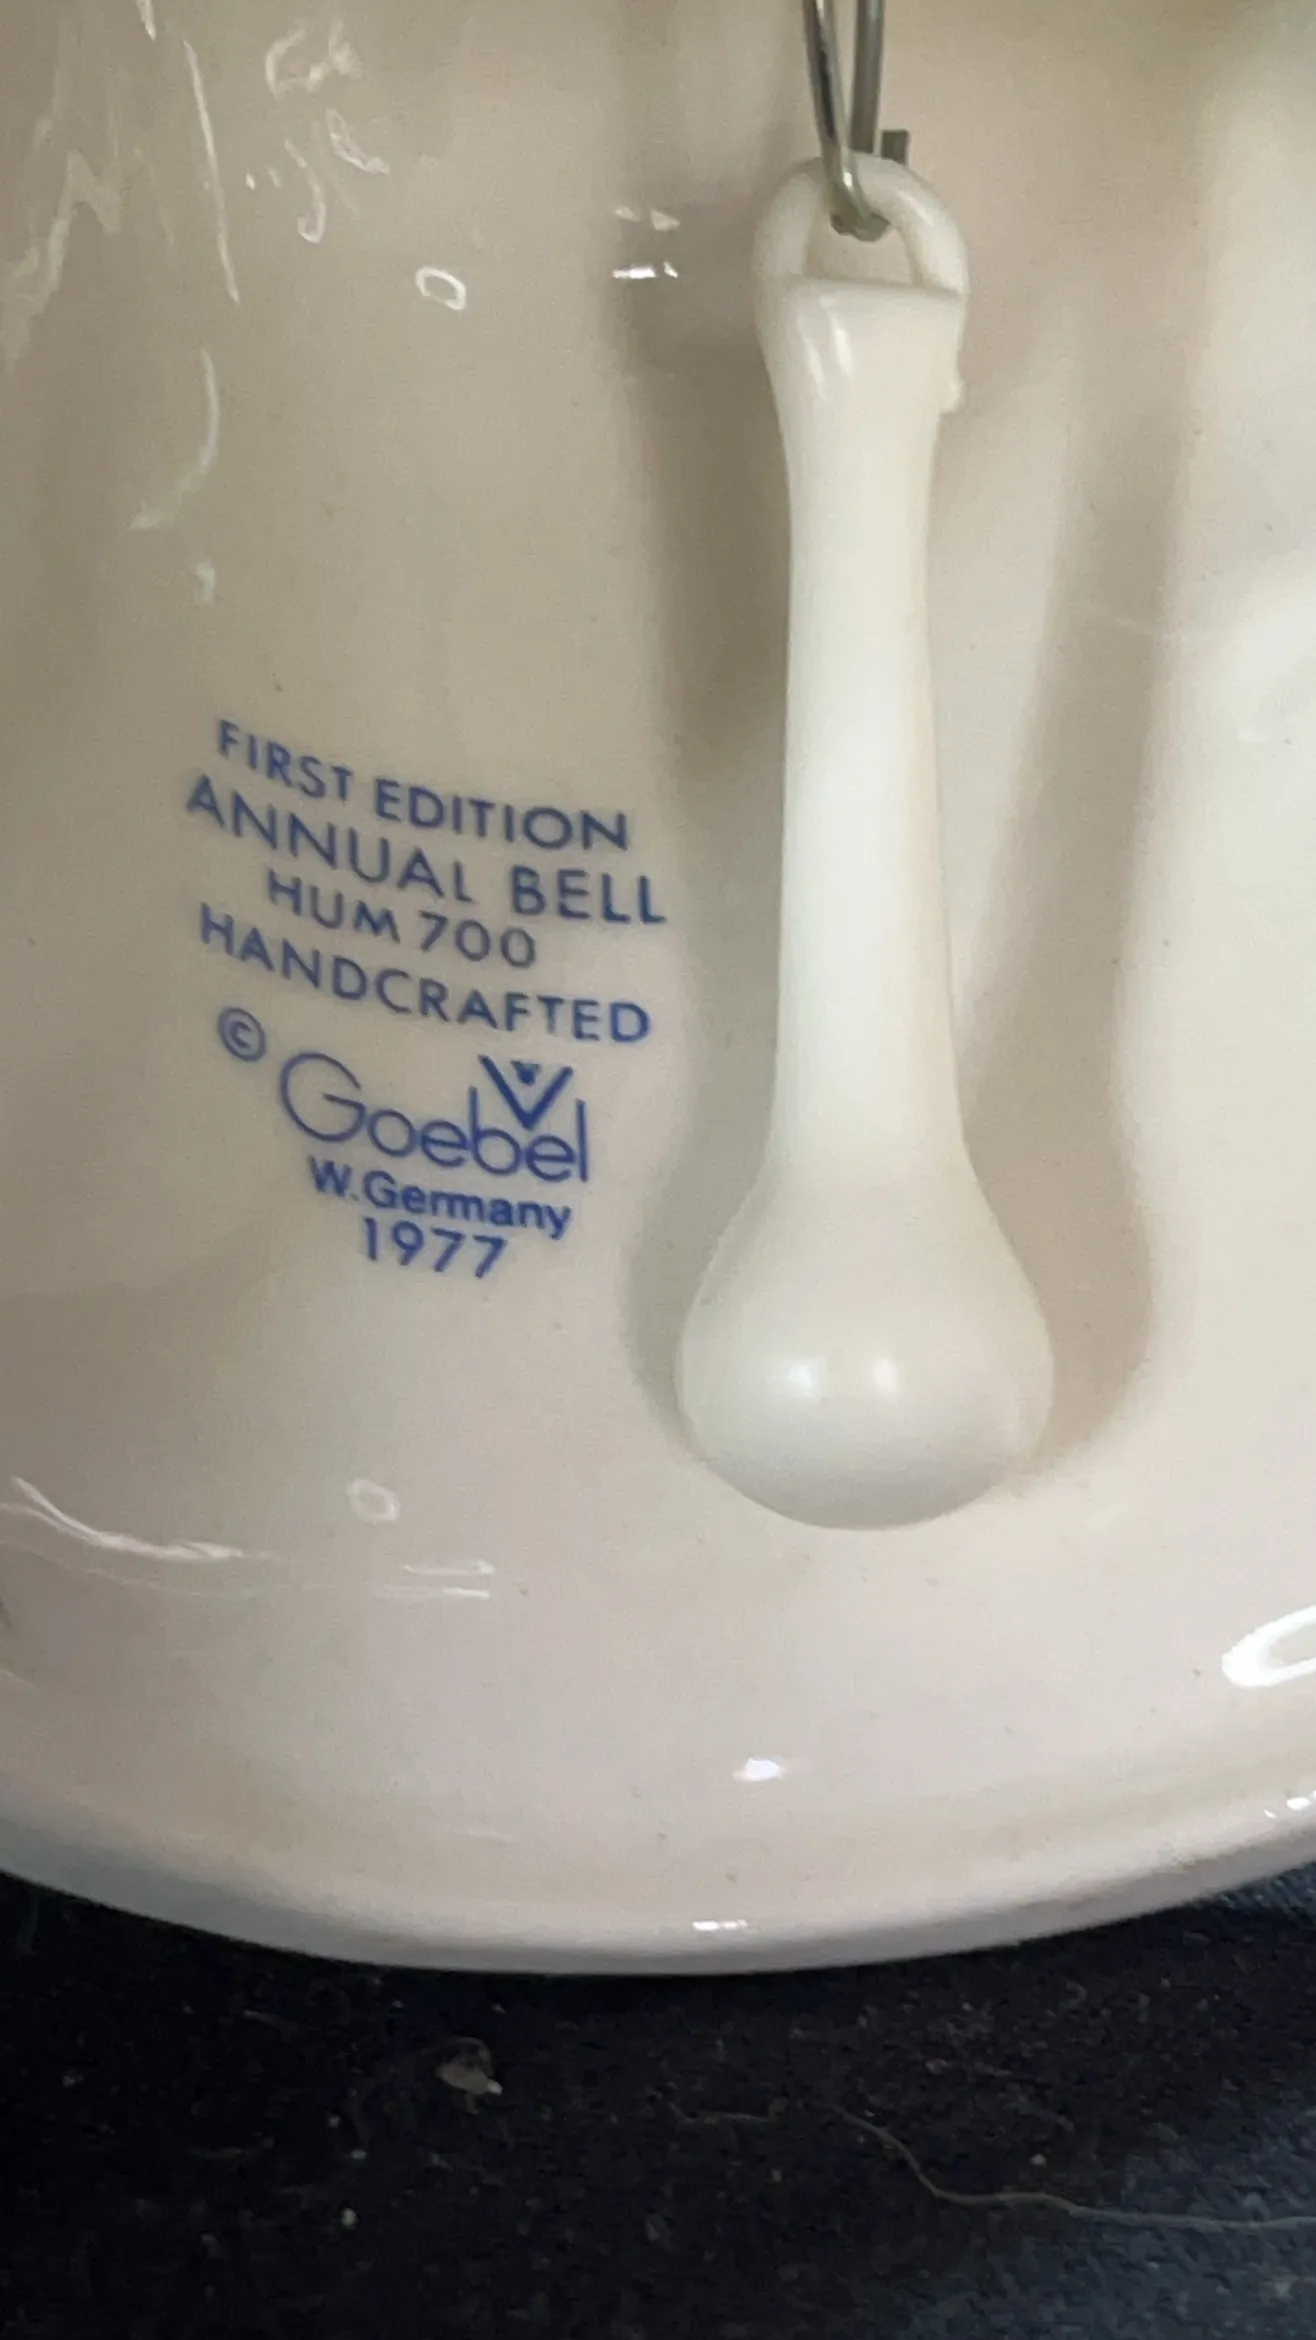 FIRST EDITION
ANNUAL BELL
HUM 700
HANDCRAFTED
© Goebel
W. Germany
1977